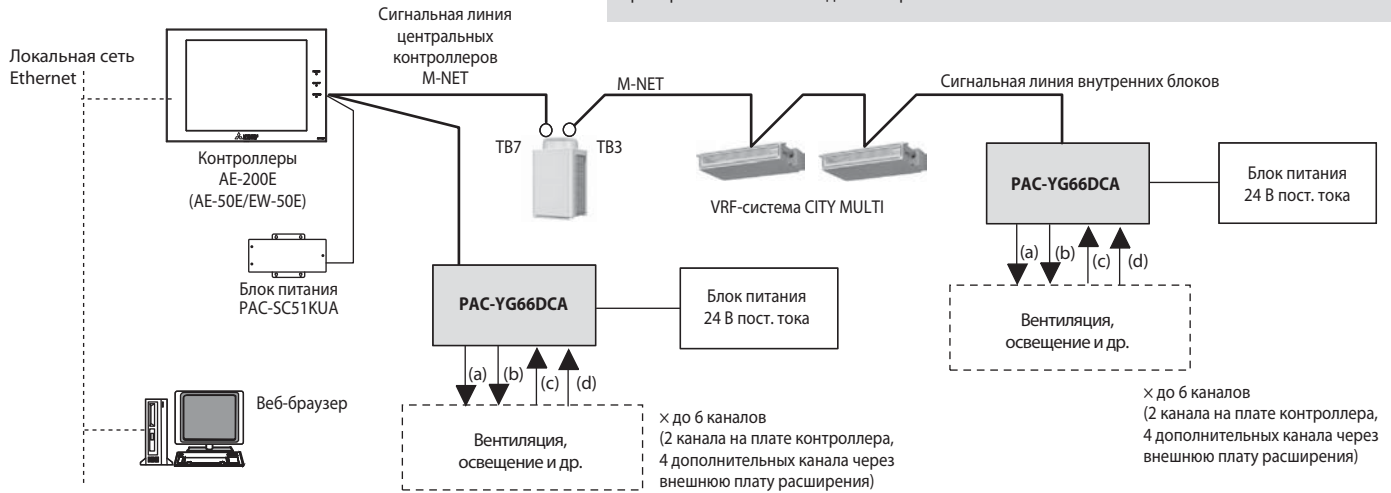 Сигнальная линия
центральных
контроллеров
M-NET
Локальная сеть
Ethernet
M-NET
Сигнальная линия внутренних блоков
TB7
TB3
Контроллеры
AE-200E
(AE-50E/EW-50E)
VRF-система CITY MULTI
PAC-YG66DCA
Блок питания
24 В пост. тока
(a)
(b)
(c)
(d)
Вентиляция,
освещение и др.
× до 6 каналов
(2 канала на плате контроллера,
4 дополнительных канала через
внешнюю плату расширения)
Блок питания
PAC-SC51KUA
PAC-YG66DCA
Блок питания
24 В пост. тока
(a)
(b)
(c)
(d)
Вентиляция,
освещение и др.
× до 6 каналов
(2 канала на плате контроллера,
4 дополнительных канала через
внешнюю плату расширения)
Веб-браузер